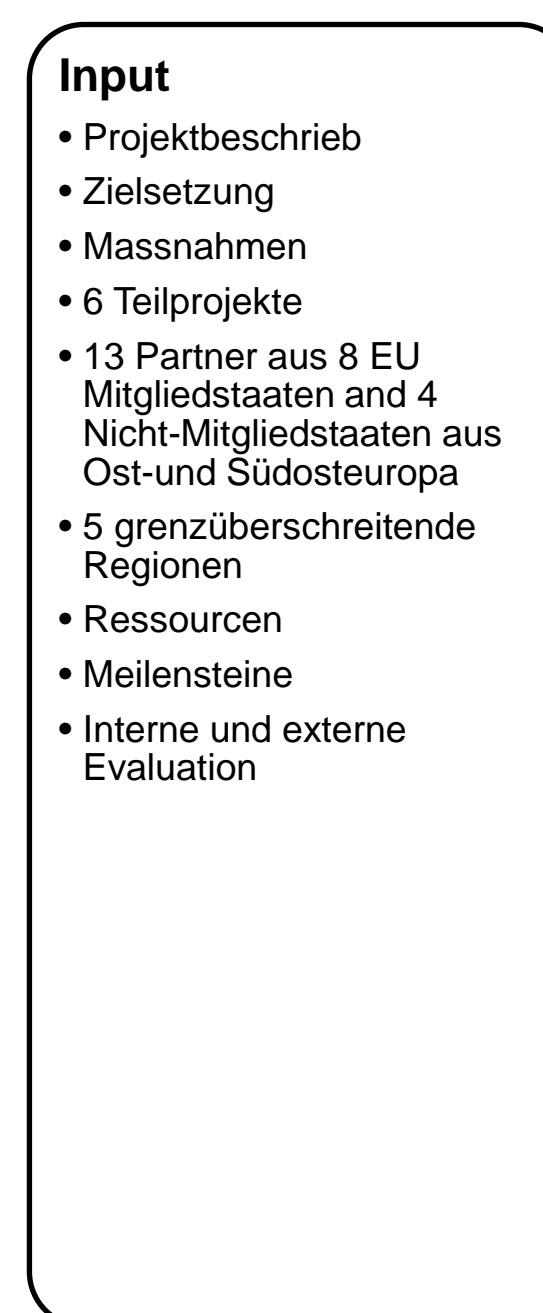 Input
• Projektbeschrieb
• Zielsetzung
• Massnahmen
• 6 Teilprojekte
• 13 Partner aus 8 EU
Mitgliedstaaten and 4
Nicht-Mitgliedstaaten aus
Ost-und Südosteuropa
• 5 grenzüberschreitende
Regionen
• Ressourcen
• Meilensteine
• Interne und externe
Evaluation